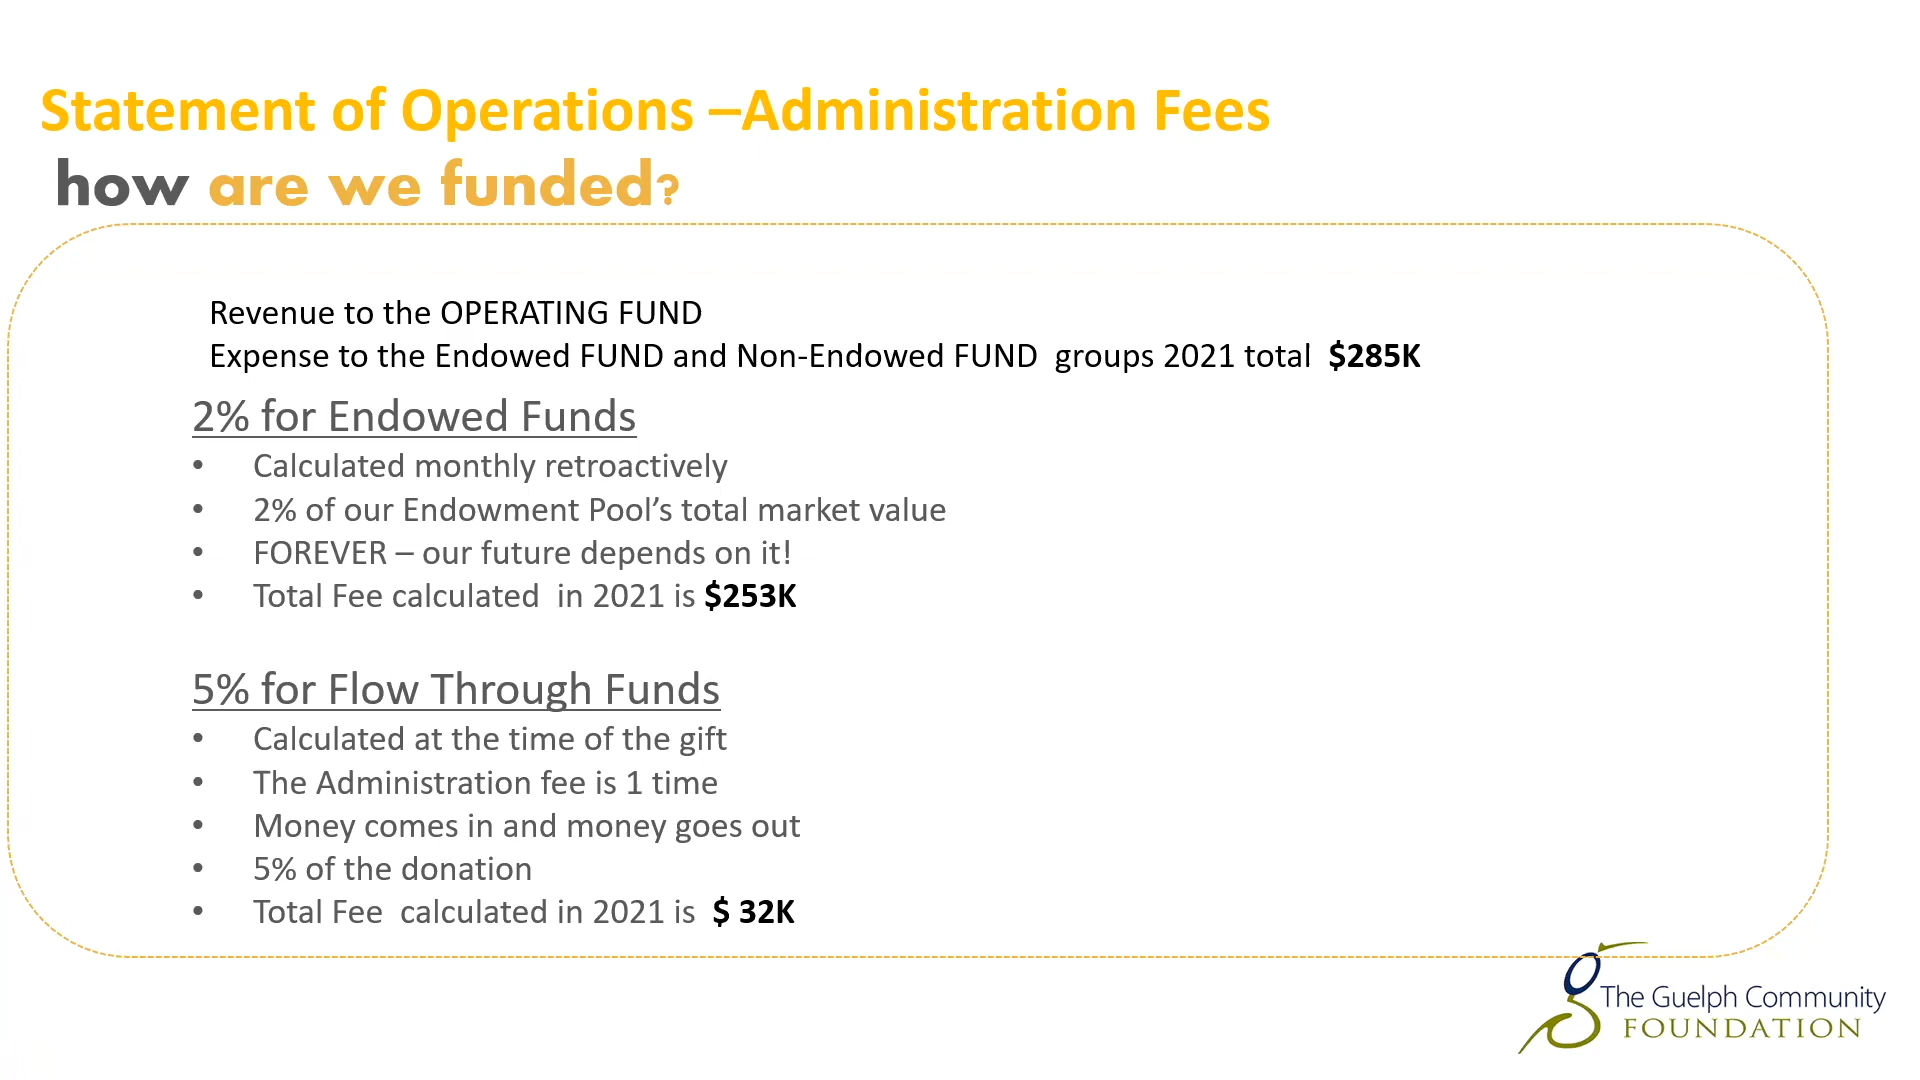 Statement of Operations –Administration Fees
how are we funded?
Revenue to the OPERATING FUND
Expense to the Endowed FUND and Non-Endowed FUND groups 2021 total $285K
2% for Endowed Funds
• Calculated monthly retroactively
• 2% of our Endowment Pool’s total market value
• FOREVER – our future depends on it!
• Total Fee calculated in 2021 is $253K
5% for Flow Through Funds
• Calculated at the time of the gift
• The Administration fee is 1 time
• Money comes in and money goes out
• 5% of the donation
• Total Fee calculated in 2021 is $ 32K
The Guelph Community
FOUNDATION